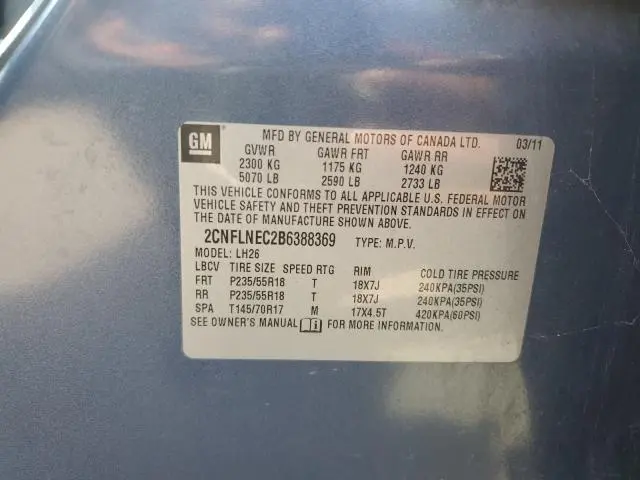 GM
MFD BY GENERAL MOTORS OF CANADA LTD. 03/11
GVWR GAWR FRT GAWR RR
2300 KG 1175 KG 1240 KG
5070 LB 2590 LB 2733 LB
THIS VEHICLE CONFORMS TO ALL APPLICABLE U.S. FEDERAL MOTOR
VEHICLE SAFETY AND THEFT PREVENTION STANDARDS IN EFFECT ON
THE DATE OF MANUFACTURE SHOWN ABOVE.
2CNFLNEC2B6388369 TYPE: M.P.V.
MODEL: LH26
LBCV TIRE SIZE SPEED RTG RIM COLD TIRE PRESSURE
FRT P235/55R18 T 18X7J 240KPA(35PSI)
RR P235/55R18 T 18X7J 240KPA(35PSI)
SPA T145/70R17 M 17X4.5T 420KPA(60PSI)
SEE OWNER'S MANUAL i FOR MORE INFORMATION.